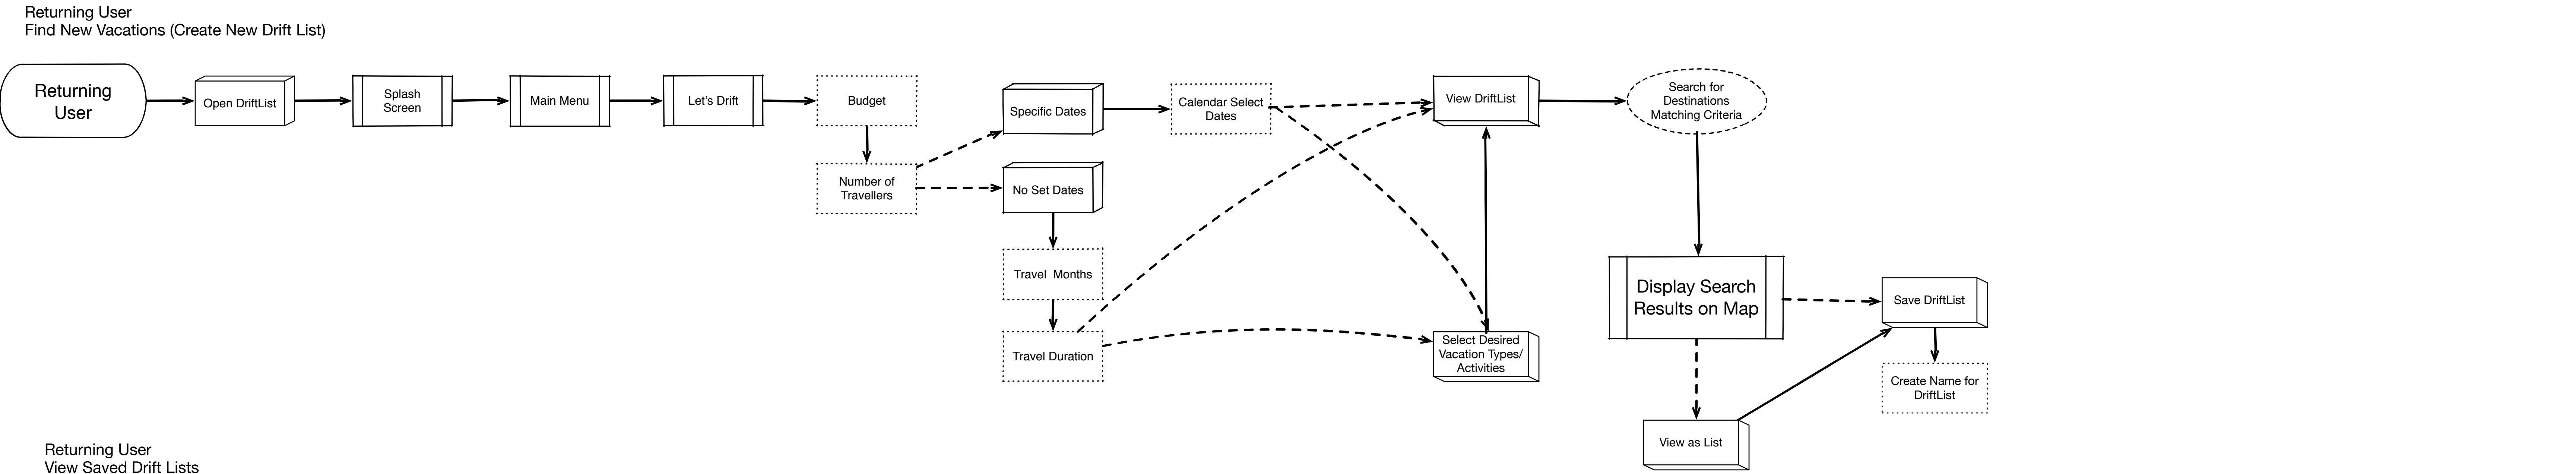 Returning User
Find New Vacations (Create New Drift List)
Returning
User
Open DriftList
Splash
Screen
Main Menu
Let's Drift
Budget
Number of
Travellers
Specific Dates
No Set Dates
Travel  Months
Travel Duration
Calendar Select
Dates
View DriftList
Select Desired
Vacation Types/
Activities
Search for
Destinations
Matching Criteria
Display Search
Results on Map
View as List
Save DriftList
Create Name for
DriftList
Returning User
View Saved Drift Lists